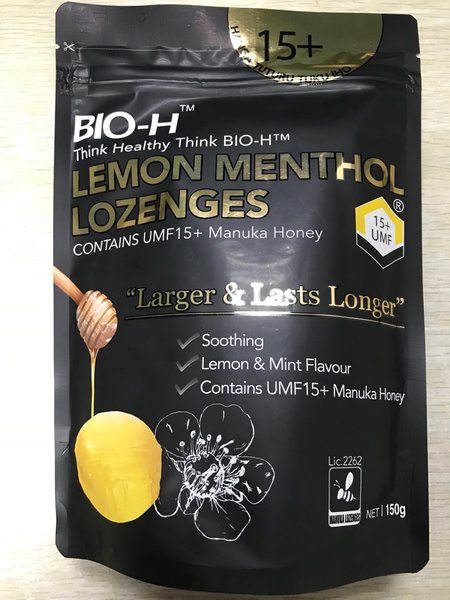 15+
BIO-H™
Think Healthy Think BIO-H™
LEMON MENTHOL
LOZENGES
CONTAINS UMF15+ Manuka Honey
15+
UMF
®
"Larger & Lasts Longer"
Soothing
Lemon & Mint Flavour
Contains UMF15+ Manuka Honey
Lic.2262
NET 150g